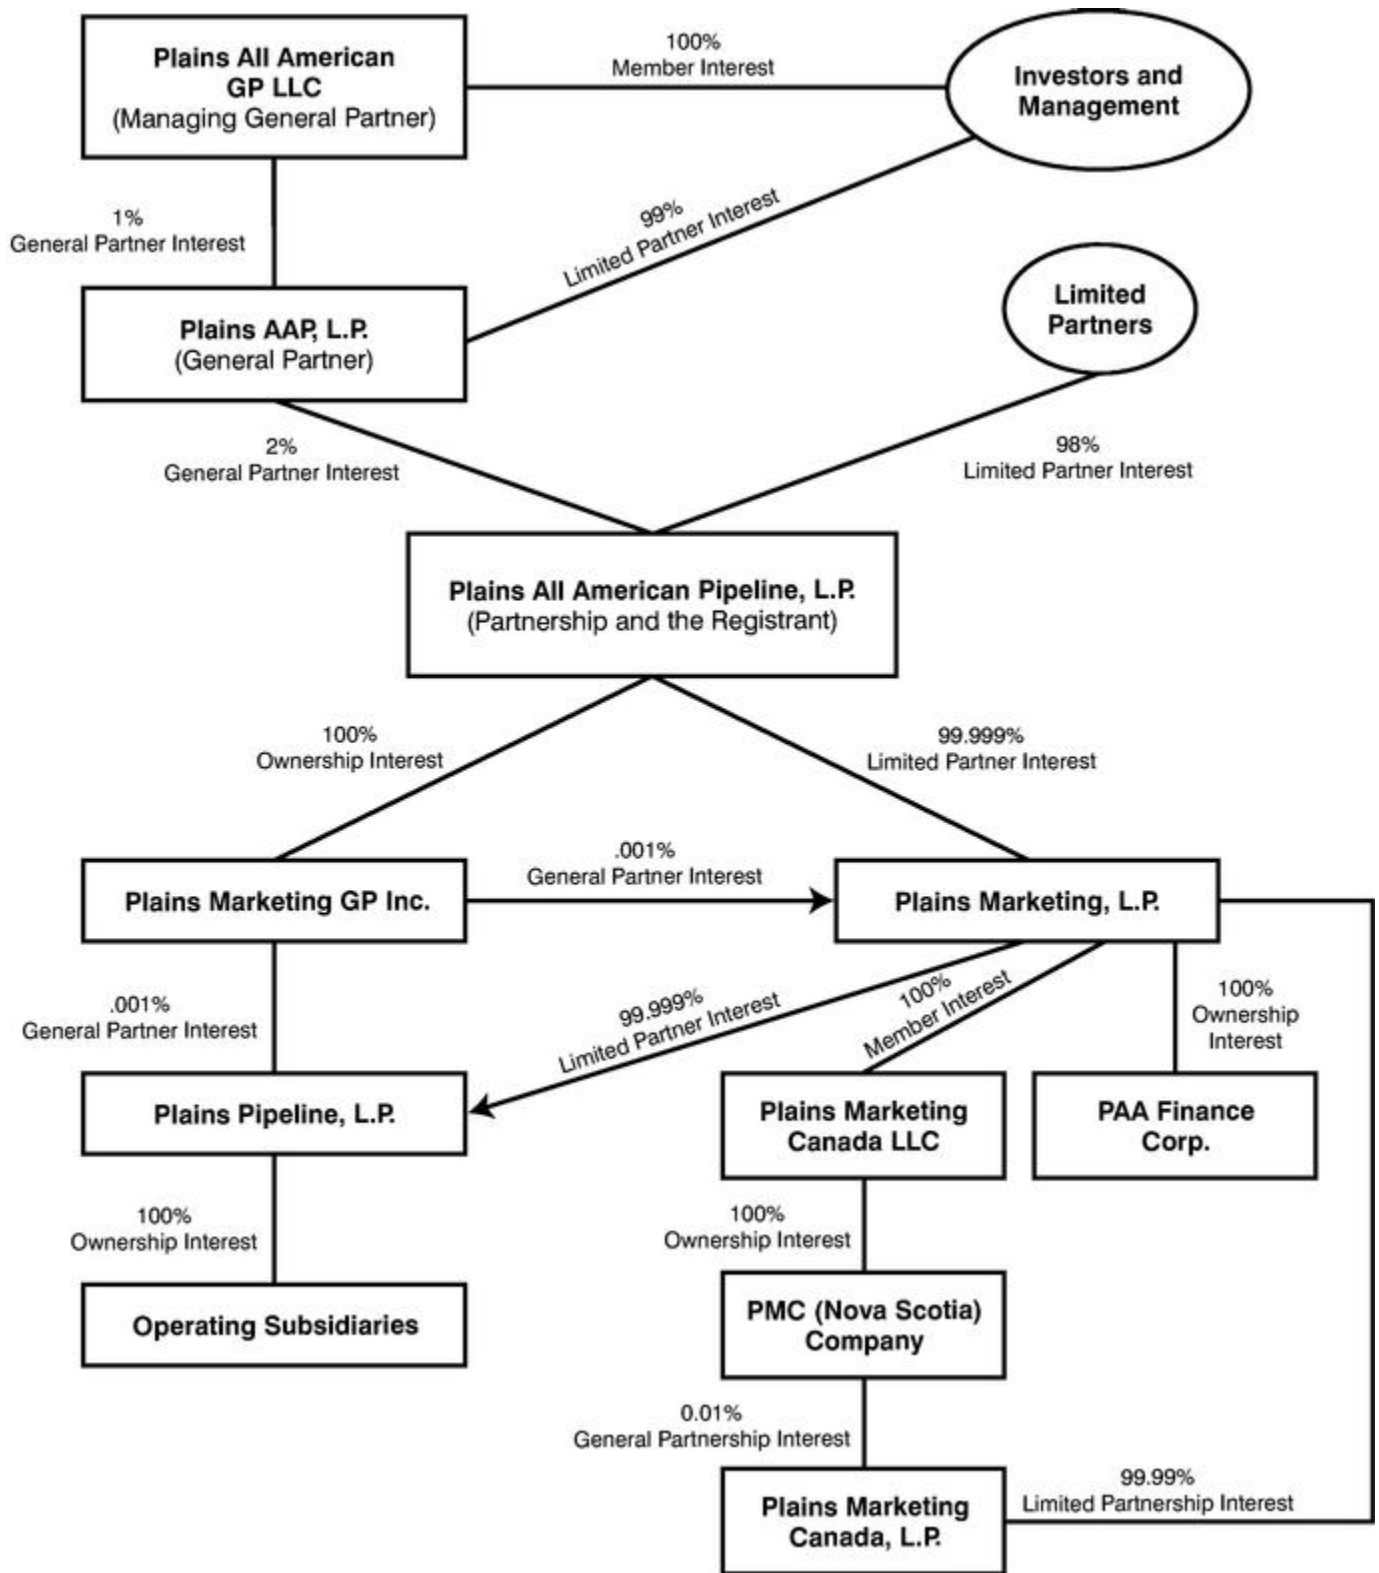 Plains All American
GP LLC
(Managing General Partner)
100%
Member Interest
Investors and
Management
1%
General Partner Interest
99%
Limited Partner Interest
Plains AAP, L.P.
(General Partner)
Limited
Partners
2%
General Partner Interest
98%
Limited Partner Interest
Plains All American Pipeline, L.P.
(Partnership and the Registrant)
100%
Ownership Interest
99.999%
Limited Partner Interest
Plains Marketing GP Inc.
.001%
General Partner Interest
Plains Marketing, L.P.
.001%
General Partner Interest
99.999%
Limited Partner Interest
100%
Member Interest
100%
Ownership
Interest
Plains Pipeline, L.P.
Plains Marketing
Canada LLC
PAA Finance
Corp.
100%
Ownership Interest
100%
Ownership Interest
Operating Subsidiaries
PMC (Nova Scotia)
Company
0.01%
General Partnership Interest
Plains Marketing
Canada, L.P.
99.99%
Limited Partnership Interest